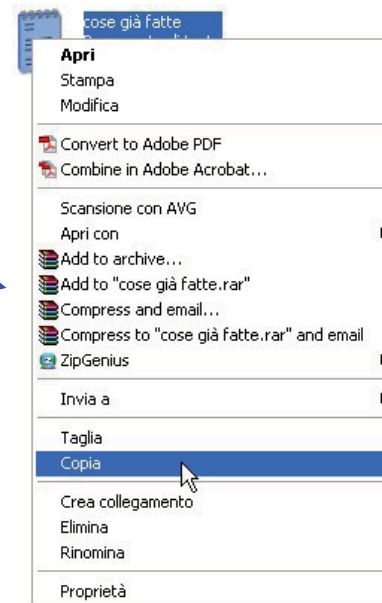 cose già fatte
Apri
Stampa
Modifica
Convert to Adobe PDF
Combine in Adobe Acrobat...
Scansione con AVG
Apri con
Add to archive...
Add to "cose già fatte.rar"
Compress and email...
Compress to "cose già fatte.rar" and email
ZipGenius
Invia a
Taglia
Copia
Crea collegamento
Elimina
Rinomina
Proprietà